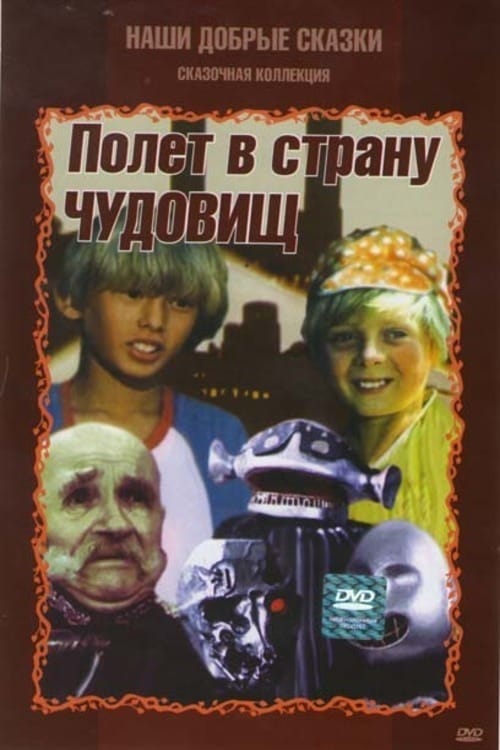 НАШИ ДОБРЫЕ СКАЗКИ
СКАЗОЧНАЯ КОЛЛЕКЦИЯ
Полет в страну
ЧУДОВИЩ
DVD
DVD